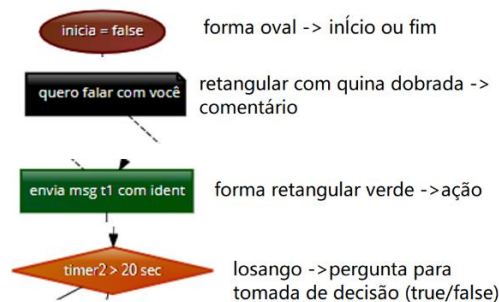 inicia = false
forma oval -> início ou fim
quero falar com você
retangular com quina dobrada ->
comentário
envia msg t1 com ident
forma retangular verde ->ação
timer2 > 20 sec
losango ->pergunta para
tomada de decisão (true/false)